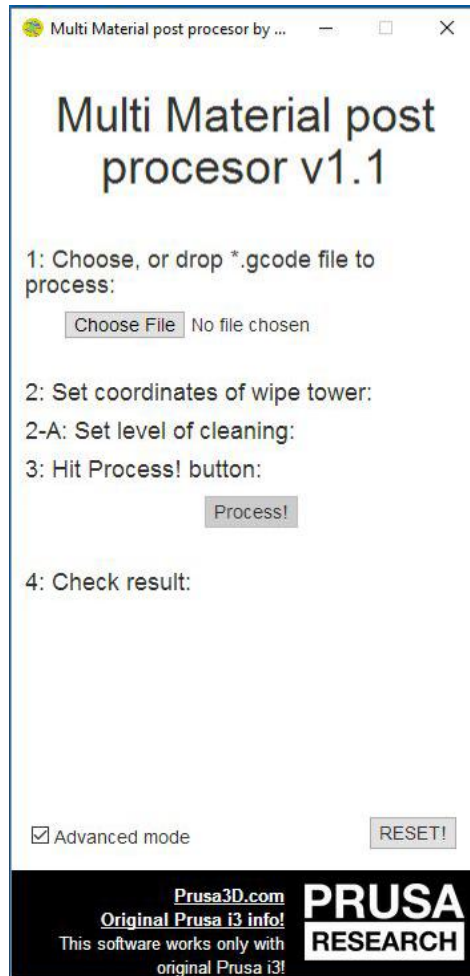 Multi Material post procesor by ...
Multi Material post
procesor v1.1
1: Choose, or drop *.gcode file to
process:
Choose File No file chosen
2: Set coordinates of wipe tower:
2-A: Set level of cleaning:
3: Hit Process! button:
Process!
4: Check result:
Advanced mode
RESET!
Prusa3D.com
Original Prusa i3 info!
This software works only with
original Prusa i3!
PRUSA
RESEARCH